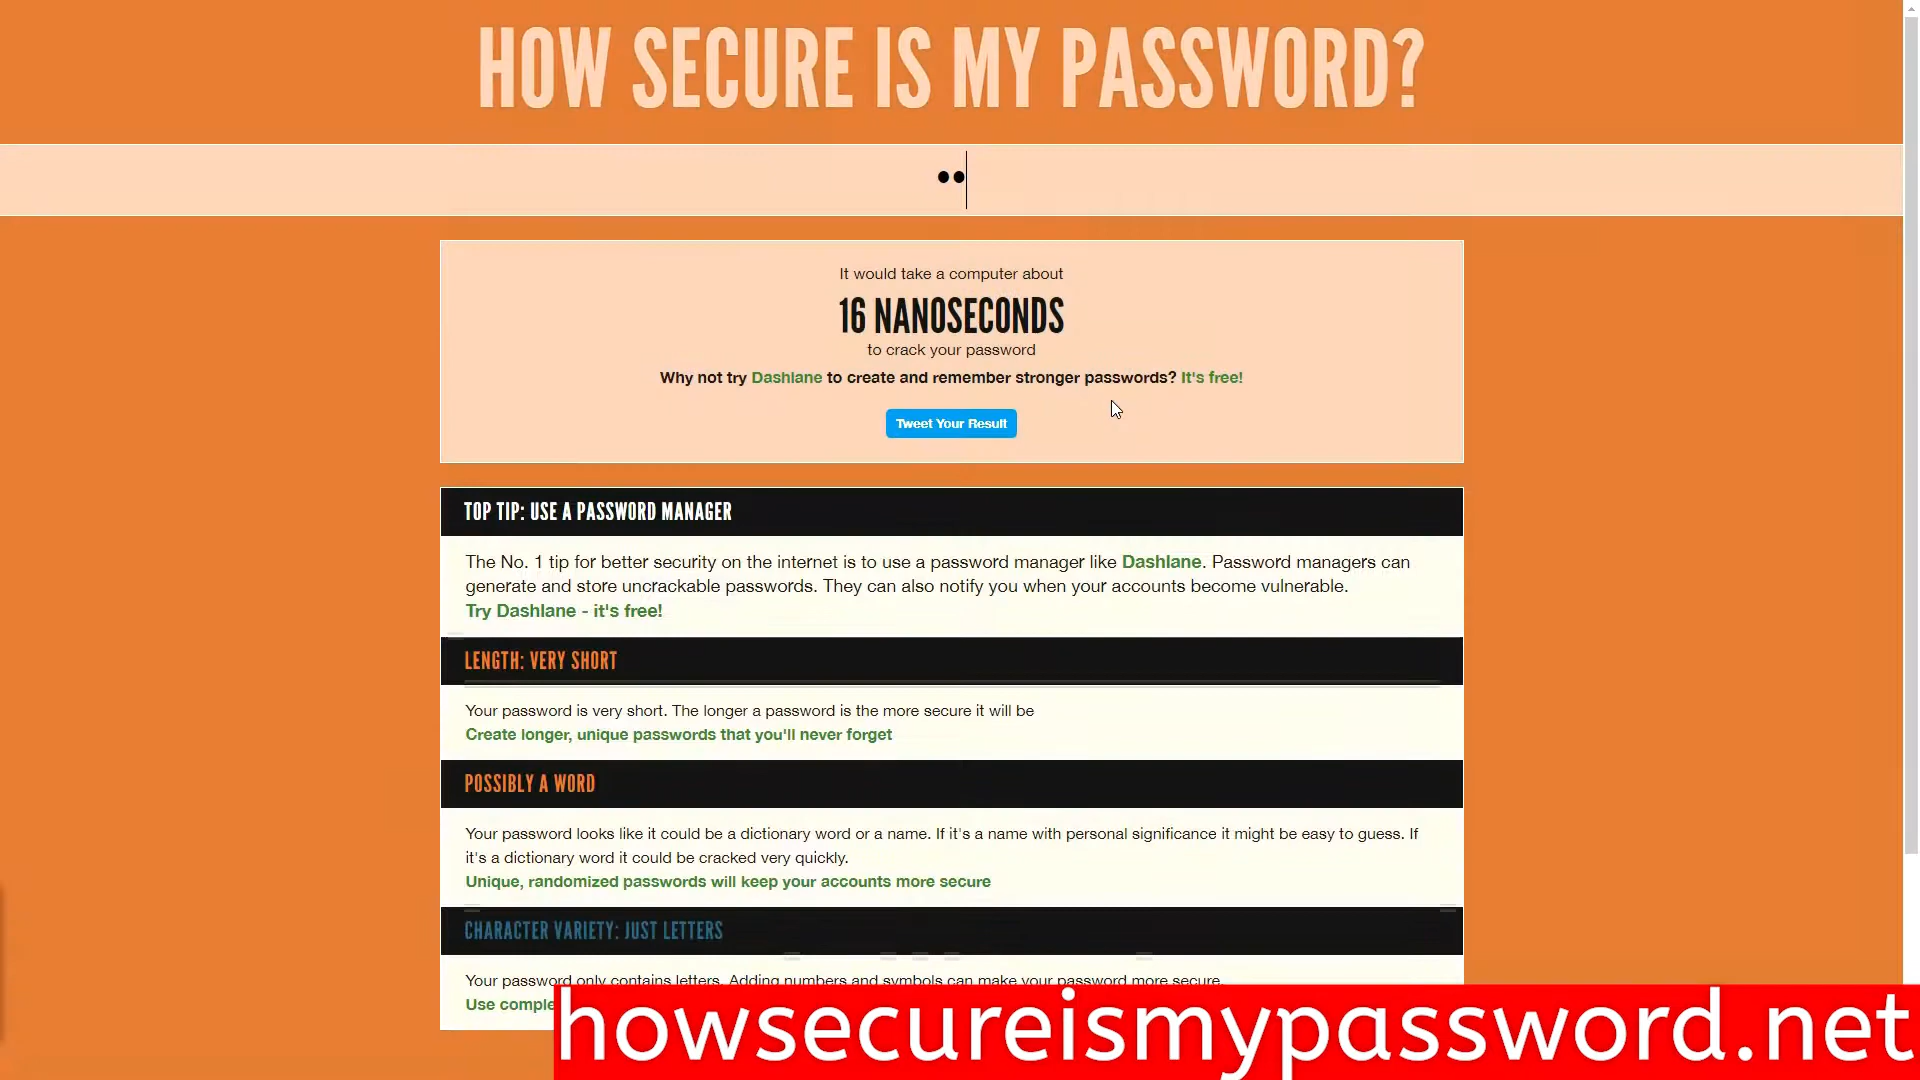 HOW SECURE IS MY PASSWORD?
••
It would take a computer about
16 NANOSECONDS
to crack your password
Why not try Dashlane to create and remember stronger passwords? It's free!
Tweet Your Result
TOP TIP: USE A PASSWORD MANAGER
The No. 1 tip for better security on the internet is to use a password manager like Dashlane. Password managers can
generate and store uncrackable passwords. They can also notify you when your accounts become vulnerable.
Try Dashlane - it's free!
LENGTH: VERY SHORT
Your password is very short. The longer a password is the more secure it will be
Create longer, unique passwords that you'll never forget
POSSIBLY A WORD
Your password looks like it could be a dictionary word or a name. If it's a name with personal significance it might be easy to guess. If
it's a dictionary word it could be cracked very quickly.
Unique, randomized passwords will keep your accounts more secure
CHARACTER VARIETY: JUST LETTERS
Your password only contains letters. Adding numbers and symbols can make your password more secure.
Use
howsecureismypassword.net